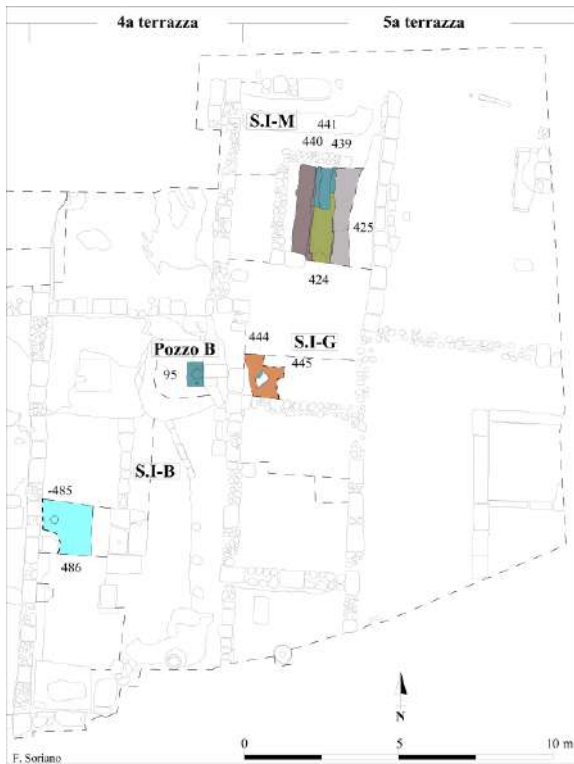 4a terrazza
5a terrazza
S.I-M
441
440
439
425
424
444
S.I-G
445
Pozzo B
95
S.I-B
-485
486
N
0
5
10 m
F. Soriano